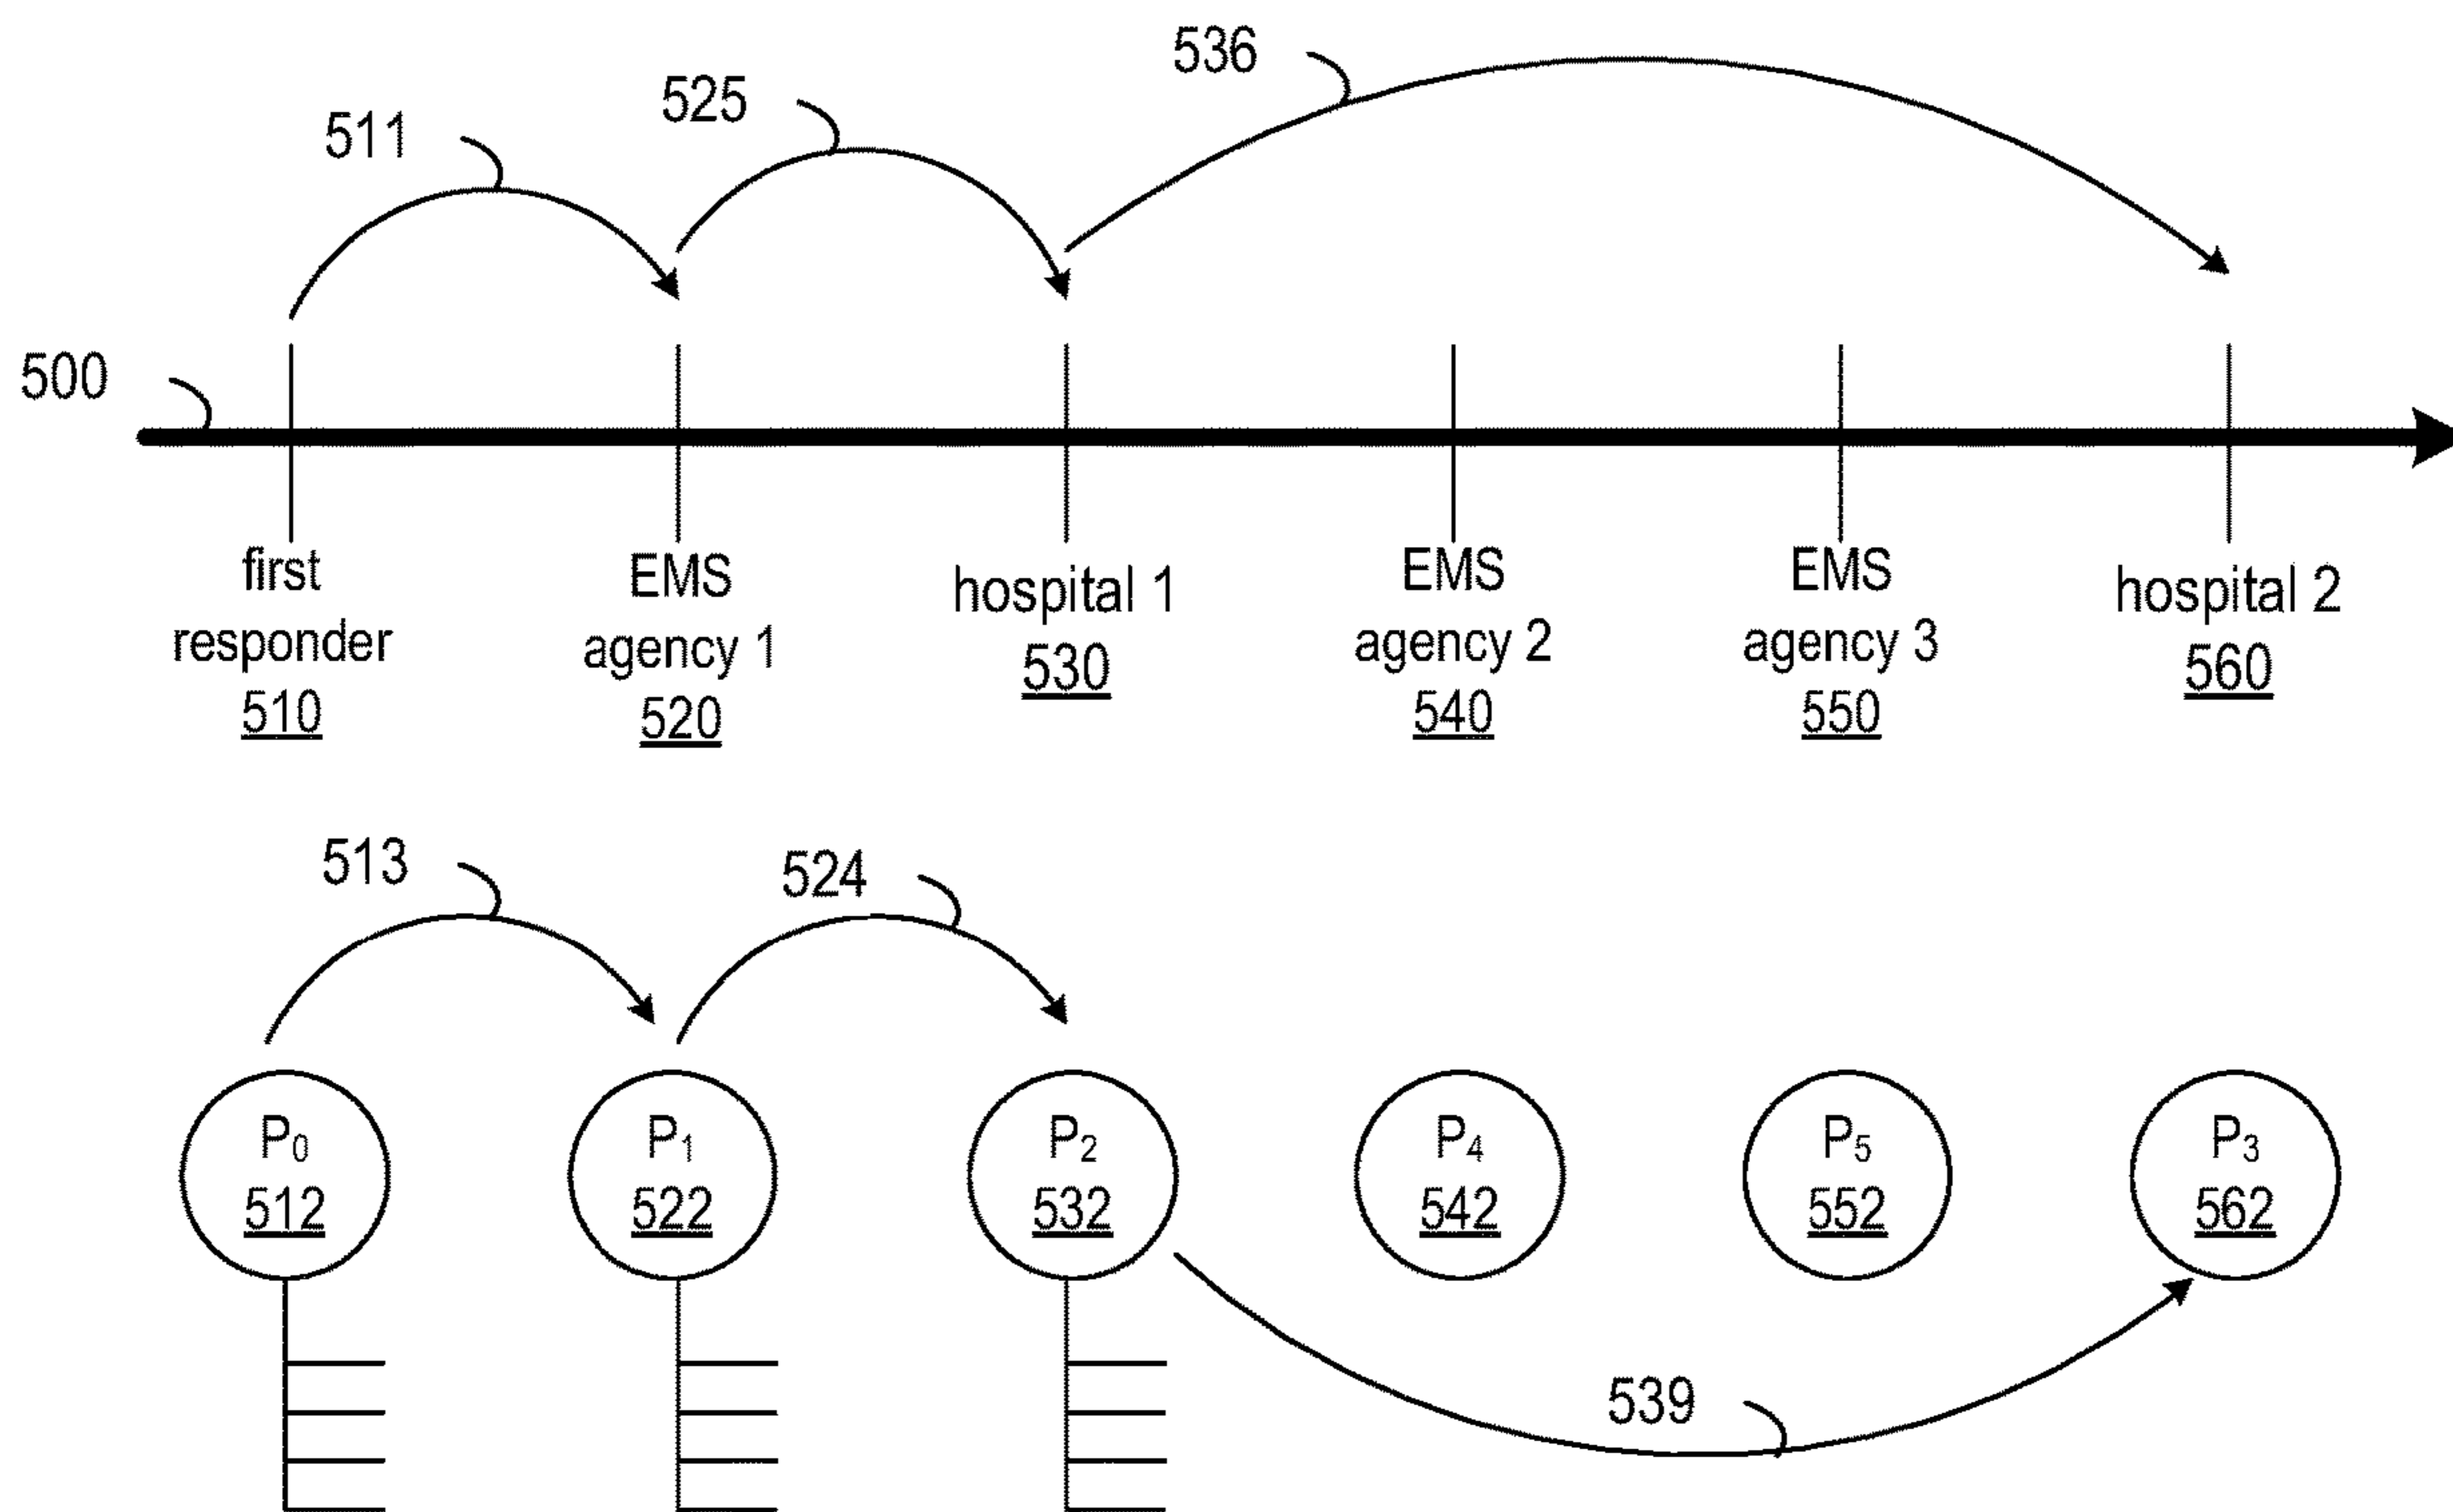 536
525
511
500
first
responder
510
EMS
agency 1
520
hospital 1
530
EMS
agency 2
540
EMS
agency 3
550
hospital 2
560
513
524
P₀
512
P₁
522
P₂
532
P₄
542
P₅
552
P₃
562
539